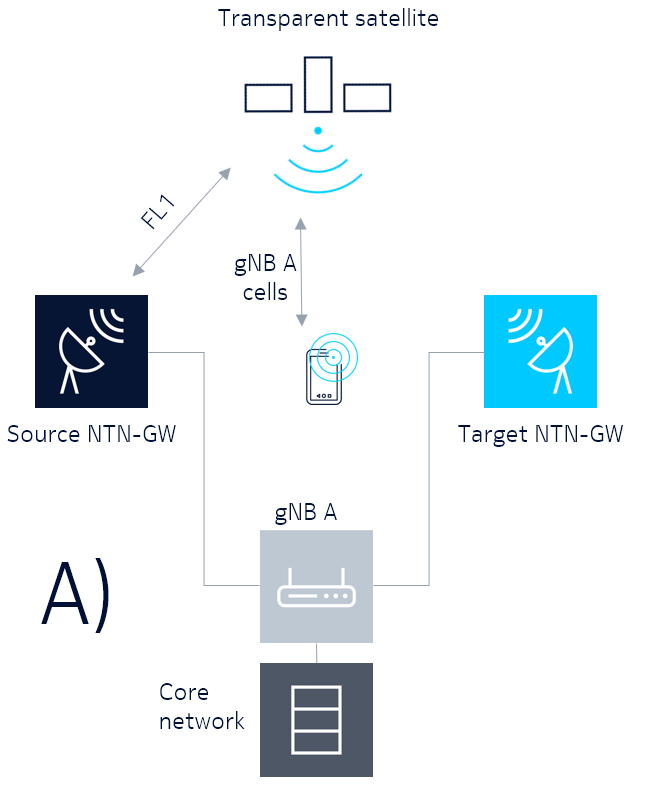 Transparent satellite
FL1
gNB A
cells
Source NTN-GW
Target NTN-GW
gNB A
A)
Core
network